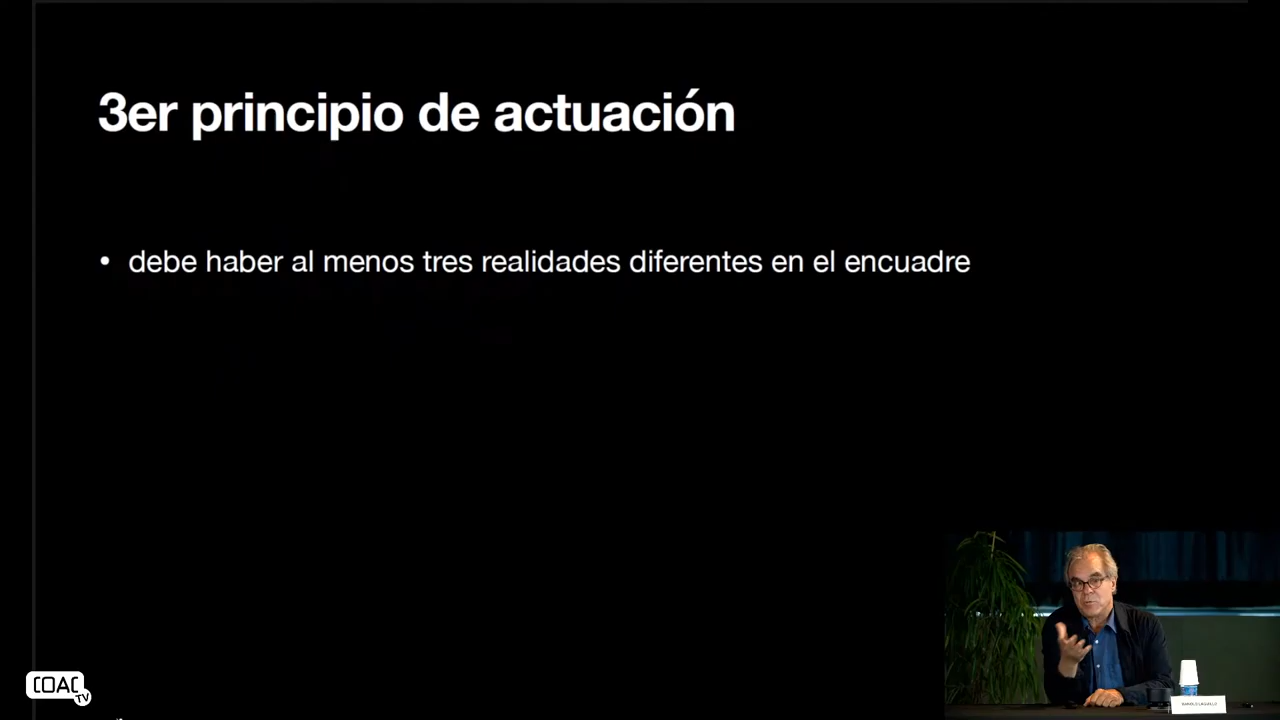 3er principio de actuación
• debe haber al menos tres realidades diferentes en el encuadre
COAC
TV